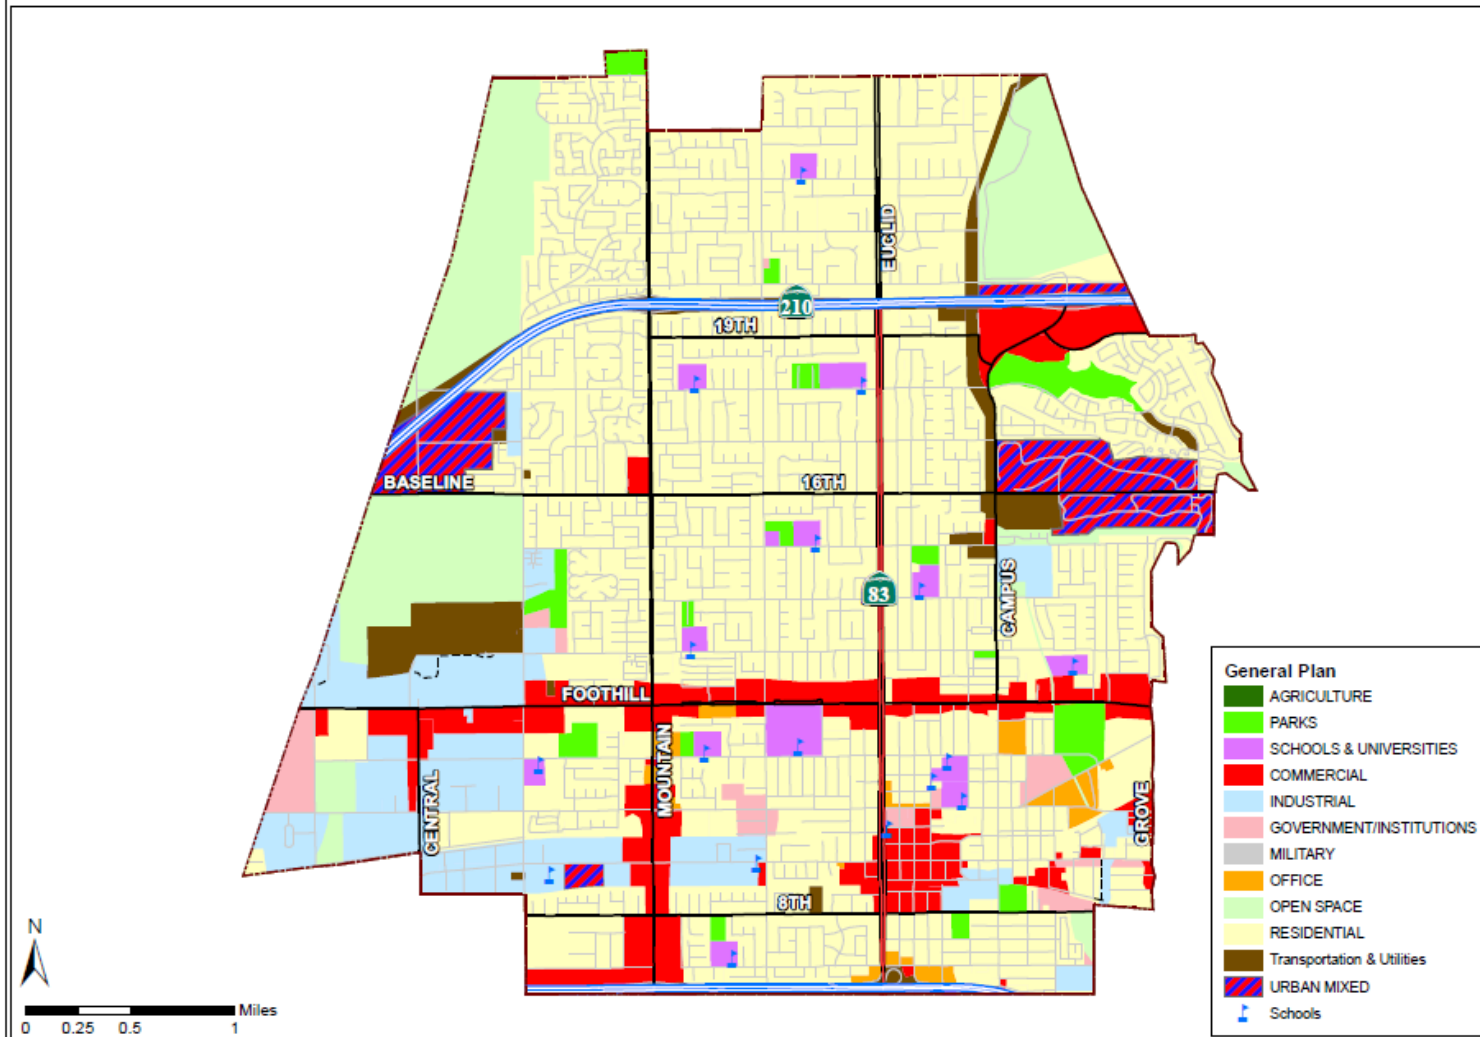 EUCLID
210
19TH
BASELINE
16TH
83
CAMPUS
FOOTHILL
MOUNTAIN
CENTRAL
GROVE
8TH
N
Miles
0 0.25 0.5 1
General Plan
AGRICULTURE
PARKS
SCHOOLS & UNIVERSITIES
COMMERCIAL
INDUSTRIAL
GOVERNMENT/INSTITUTIONS
MILITARY
OFFICE
OPEN SPACE
RESIDENTIAL
Transportation & Utilities
URBAN MIXED
Schools